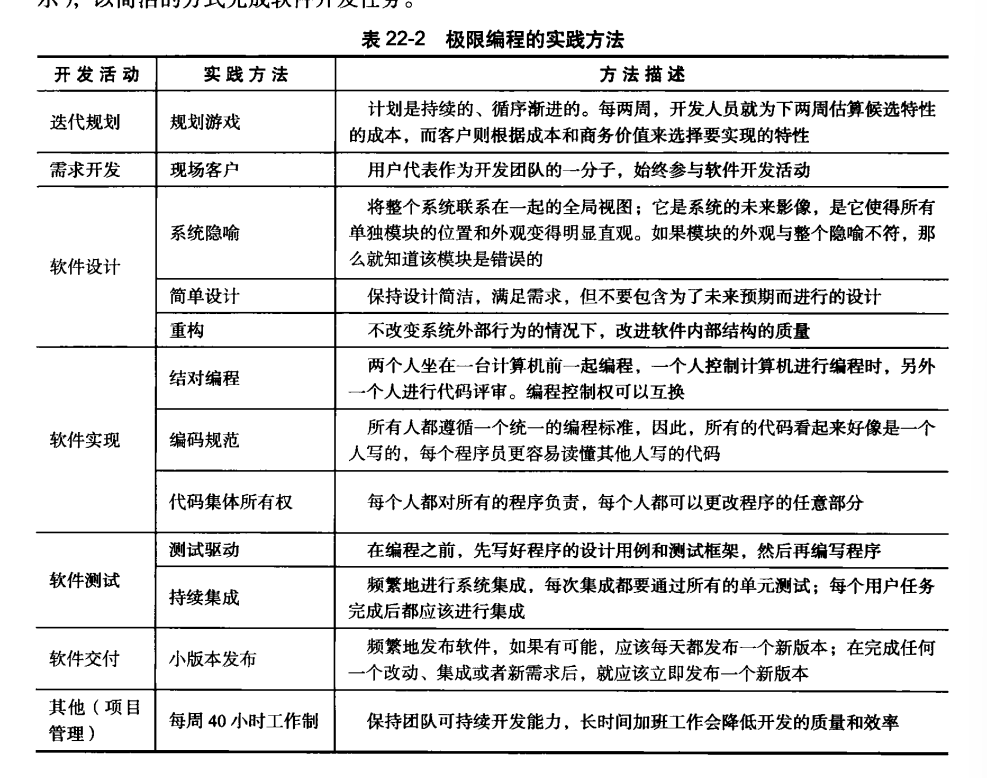 示），以简洁的方式完成软件开发任务。
表 22-2 极限编程的实践方法
开发活动 实践方法 方法描述
迭代规划 规划游戏 计划是持续的、循序渐进的。每两周，开发人员就为下两周估算候选特性
的成本，而客户则根据成本和商务价值来选择要实现的特性
需求开发 现场客户 用户代表作为开发团队的一分子，始终参与软件开发活动
软件设计
系统隐喻
将整个系统联系在一起的全局视图；它是系统的未来影像，是它使得所有
单独模块的位置和外观变得明显直观。如果模块的外观与整个隐喻不符，那
么就知道该模块是错误的
简单设计 保持设计简洁，满足需求，但不要包含为了未来预期而进行的设计
重构 不改变系统外部行为的情况下，改进软件内部结构的质量
软件实现
结对编程
两个人坐在一台计算机前一起编程，一个人控制计算机进行编程时，另外
一个人进行代码评审。编程控制权可以互换
编码规范
所有人都遵循一个统一的编程标准，因此，所有的代码看起来好像是一个
人写的，每个程序员更容易读懂其他人写的代码
代码集体所有权 每个人都对所有的程序负责，每个人都可以更改程序的任意部分
软件测试
测试驱动 在编程之前，先写好程序的设计用例和测试框架，然后再编写程序
持续集成
频繁地进行系统集成，每次集成都要通过所有的单元测试；每个用户任务
完成后都应该进行集成
软件交付 小版本发布
频繁地发布软件，如果有可能，应该每天都发布一个新版本；在完成任何
一个改动、集成或者新需求后，就应该立即发布一个新版本
其他（项目
管理）
每周 40 小时工作制 保持团队可持续开发能力，长时间加班工作会降低开发的质量和效率